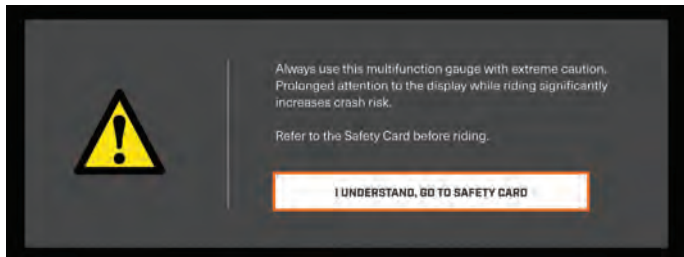 Always use this multifunction gauge with extreme caution.
Prolonged attention to the display while riding significantly
increases crash risk.
Refer to the Safety Card before riding.
I UNDERSTAND, GO TO SAFETY CARD